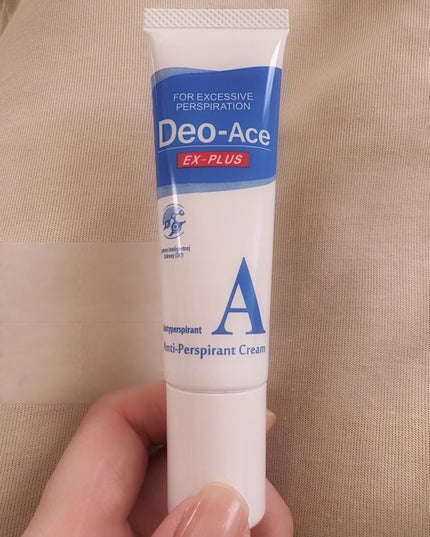 FOR EXCESSIVE
PERSPIRATION
Deo-Ace
EX-PLUS
A
Antyperspirant
Anti-Perspirant Cream